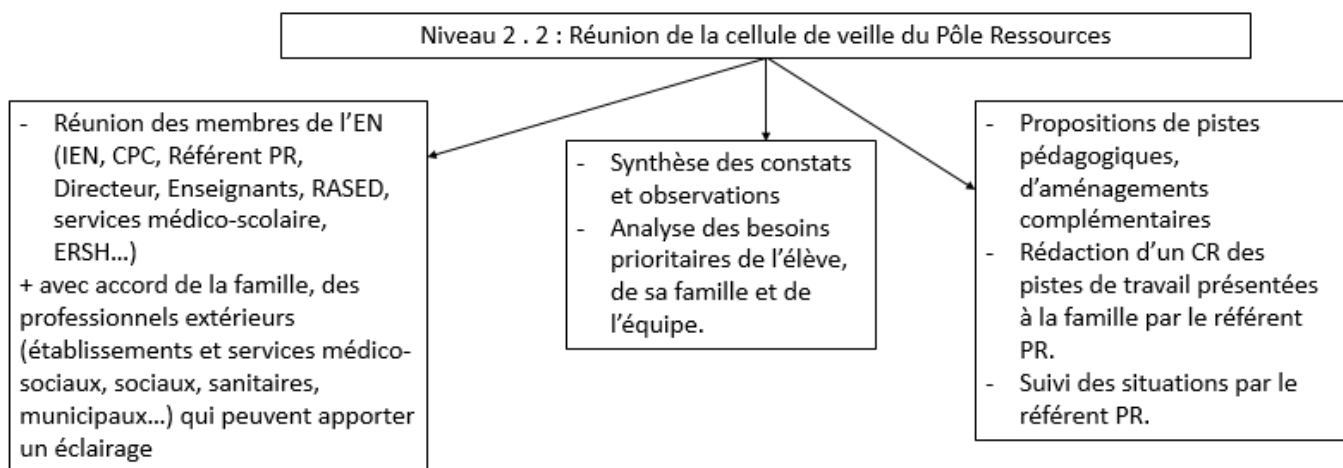 Niveau 2 . 2 : Réunion de la cellule de veille du Pôle Ressources
- Réunion des membres de l’EN
(IEN, CPC, Référent PR,
Directeur, Enseignants, RASED,
services médico-scolaire,
ERSH…)
+ avec accord de la famille, des
professionnels extérieurs
(établissements et services médico-
sociaux, sociaux, sanitaires,
municipaux…) qui peuvent apporter
un éclairage
- Synthèse des constats
et observations
- Analyse des besoins
prioritaires de l’élève,
de sa famille et de
l’équipe.
- Propositions de pistes
pédagogiques,
d’aménagements
complémentaires
- Rédaction d’un CR des
pistes de travail présentées
à la famille par le référent
PR.
- Suivi des situations par le
référent PR.